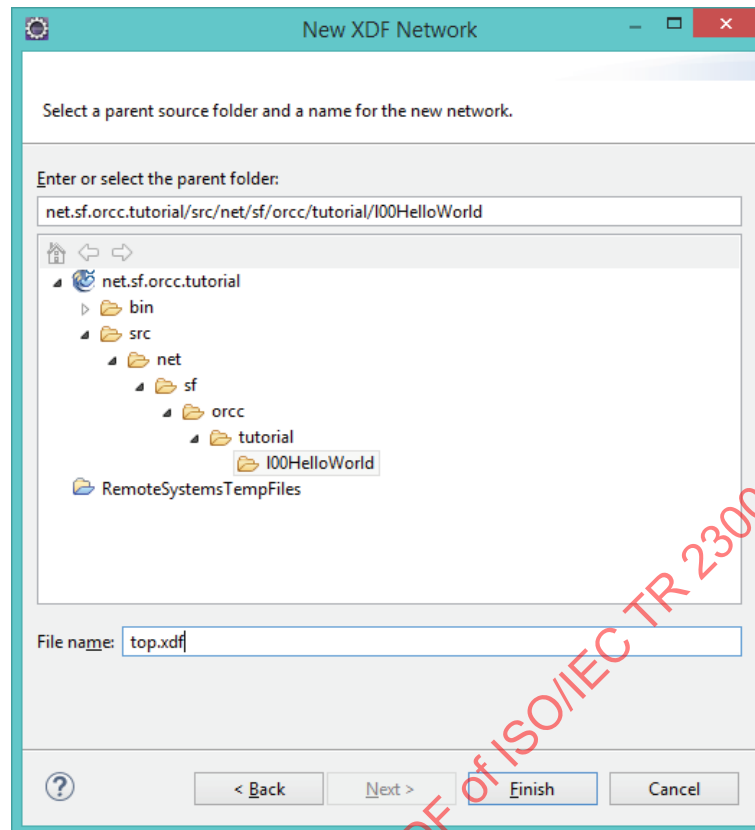 New XDF Network
Select a parent source folder and a name for the new network.
Enter or select the parent folder:
net.sf.orcc.tutorial/src/net/sf/orcc/tutorial/I00HelloWorld
net.sf.orcc.tutorial
bin
src
net
sf
orcc
tutorial
I00HelloWorld
RemoteSystemsTempFiles
File name: top.xdf
< Back Next > Finish Cancel
DF of ISO/IEC TR 2300